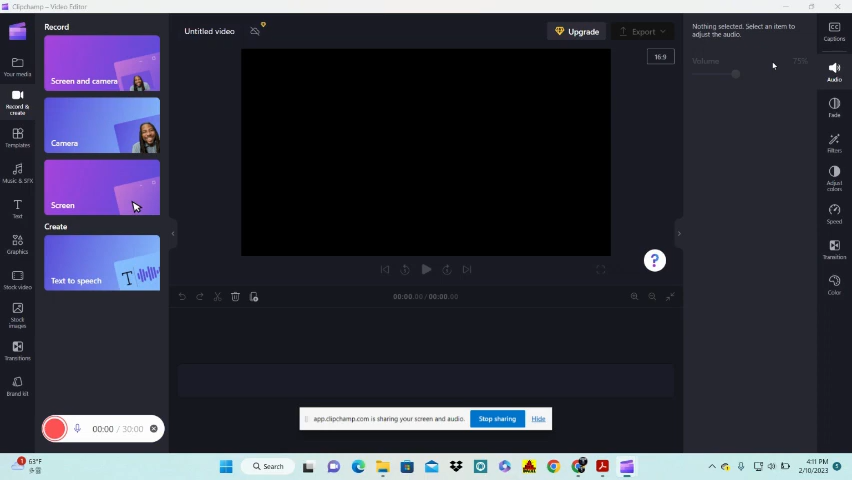 Clipchamp – Video Editor
Your media
Record &
create
Templates
Music & SFX
Text
Graphics
Stock video
Stock
images
Transitions
Brand kit
Record
Screen and camera
Camera
Screen
Create
Text to speech
00:00 / 30:00
Untitled video
Upgrade
Export
16:9
?
00:00.00 / 00:00.00
app.clipchamp.com is sharing your screen and audio.
Stop sharing
Hide
Nothing selected. Select an item to
adjust the audio.
Volume
75%
Captions
Audio
Fade
Filters
Adjust
colors
Speed
Transition
Color
1
63°F
Search
4:11 PM
2/10/2023